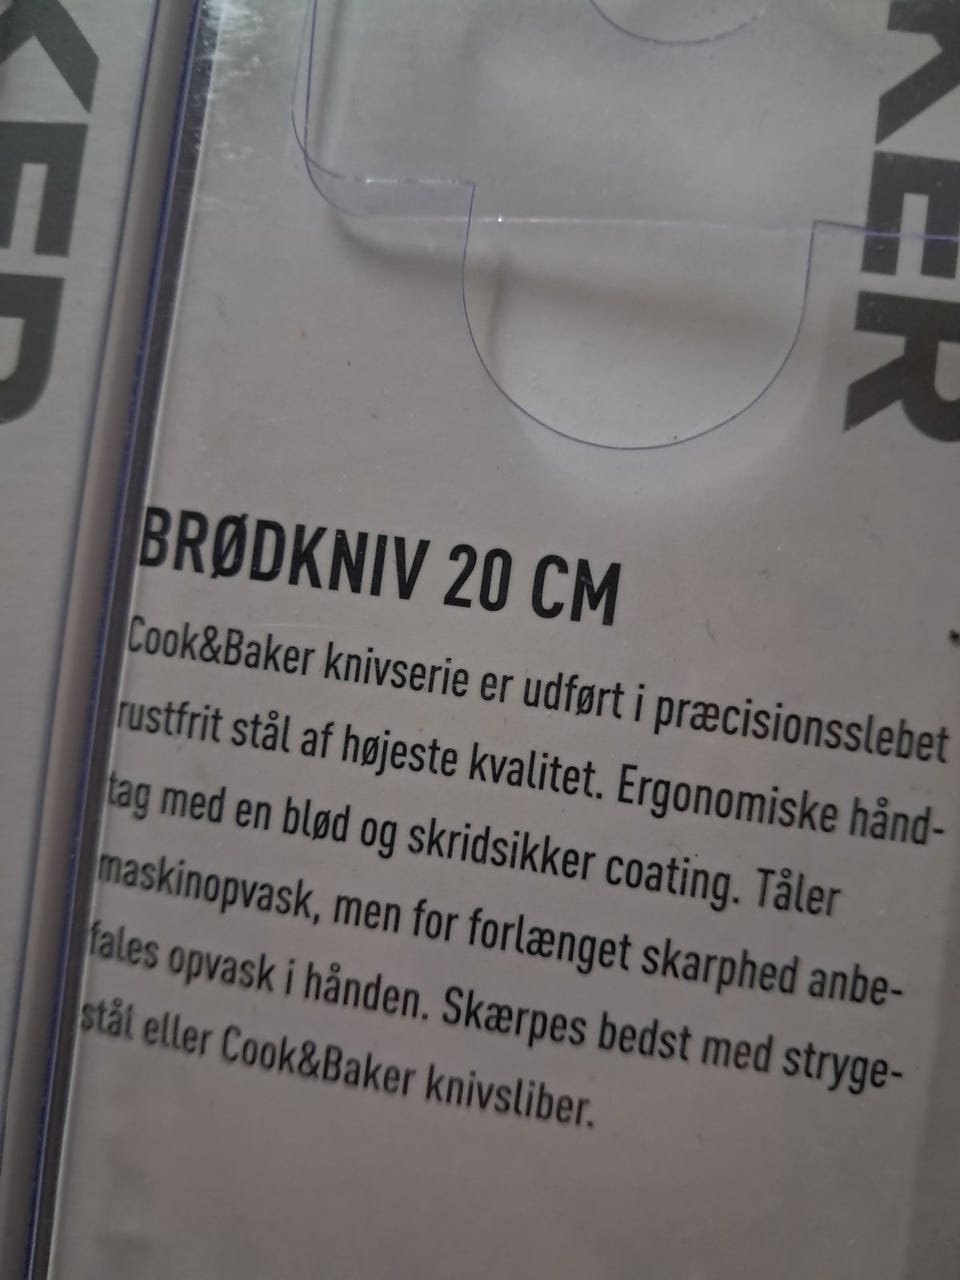 KER
KER
BRØDKNIV 20 CM
Cook&Baker knivserie er udført i præcisionsslebet
rustfrit stål af højeste kvalitet. Ergonomiske hånd-
tag med en blød og skridsikker coating. Tåler
maskinopvask, men for forlænget skarphed anbe-
fales opvask i hånden. Skærpes bedst med stryge-
stål eller Cook&Baker knivsliber.